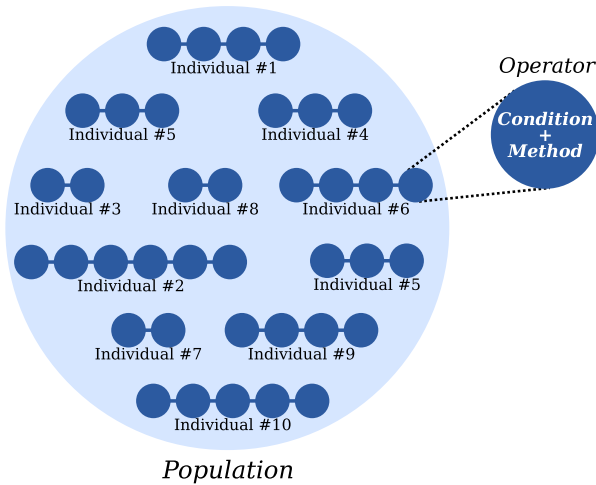 Individual #1
Operator
Individual #5
Individual #4
Condition
+
Method
Individual #3
Individual #8
Individual #6
Individual #2
Individual #5
Individual #7
Individual #9
Individual #10
Population